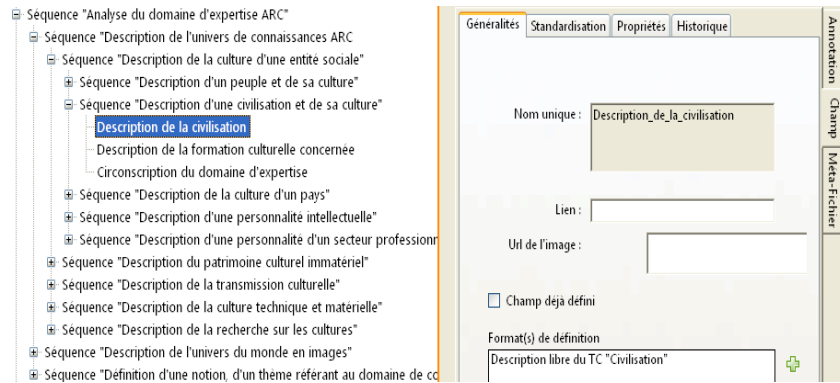 Séquence "Analyse du domaine d'expertise ARC"
Séquence "Description de l'univers de connaissances ARC
Séquence "Description de la culture d'une entité sociale"
Séquence "Description d'un peuple et de sa culture"
Séquence "Description d'une civilisation et de sa culture"
Description de la civilisation
Description de la formation culturelle concernée
Circonscription du domaine d'expertise
Séquence "Description de la culture d'un pays"
Séquence "Description d'une personnalité intellectuelle"
Séquence "Description d'une personnalité d'un secteur professionn
Séquence "Description du patrimoine culturel immatériel"
Séquence "Description de la transmission culturelle"
Séquence "Description de la culture technique et matérielle"
Séquence "Description de la recherche sur les cultures"
Séquence "Description de l'univers du monde en images"
Séquence "Définition d'une notion, d'un thème référant au domaine de co
Généralités Standardisation Propriétés Historique
Nom unique : Description_de_la_civilisation
Lien :
Url de l'image :
Champ déjà défini
Format(s) de définition
Description libre du TC "Civilisation"
Annotation
Champ
Méta-Fichier